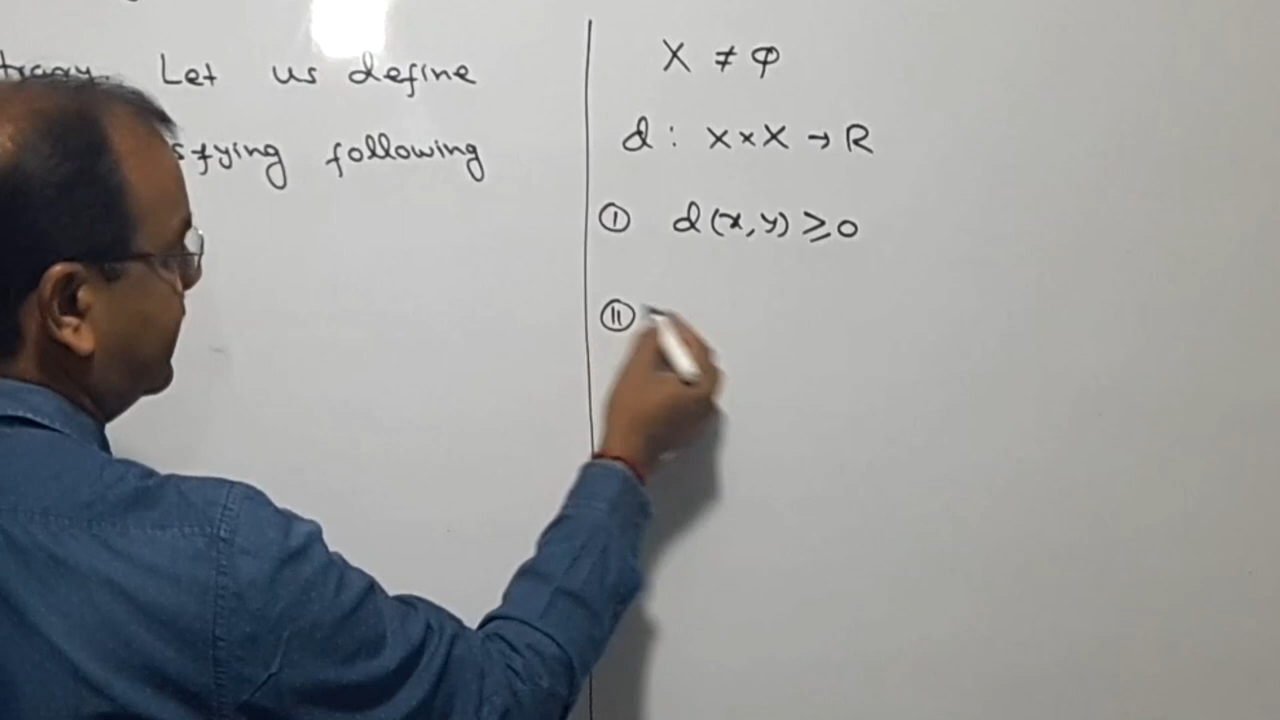 Let us define
following
X ≠ φ
d : X × X → R
① d(x,y) ≥ 0
⑪